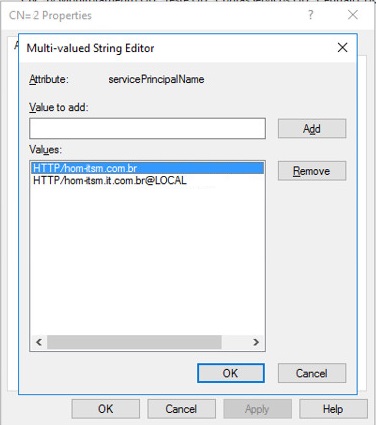 CN= 2 Properties
?
Multi-valued String Editor
Attribute: servicePrincipalName
Value to add:
Add
Values:
HTTP/hom-itsm.com.br
HTTP/hom-itsm.it.com.br@LOCAL
Remove
OK Cancel
OK Cancel Apply Help